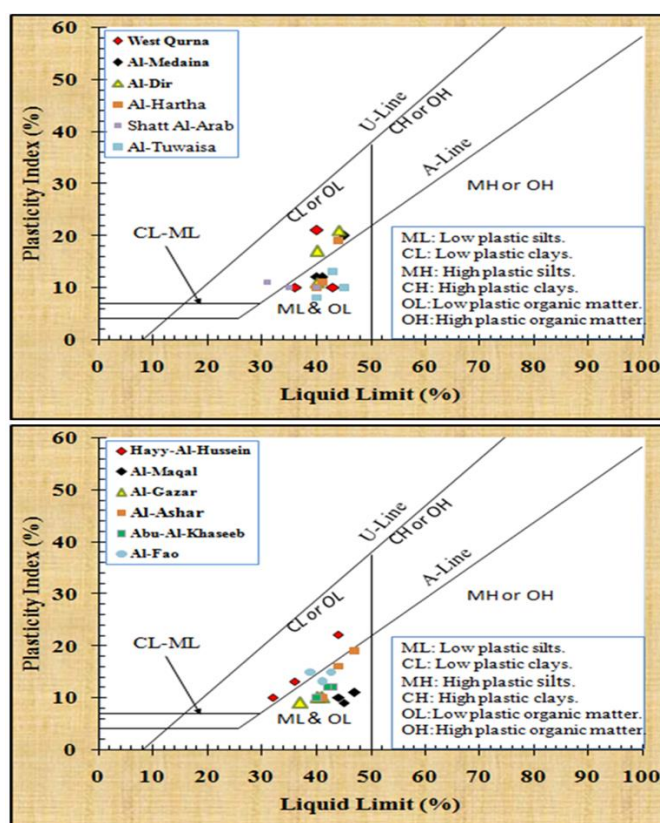 60
50
40
30
20
10
0
Plasticity Index (%)
West Qurna
Al-Medaina
Al-Dir
Al-Hartha
Shatt Al-Arab
Al-Tuwaisa
U-Line
CH or OH
A-Line
MH or OH
CL or OL
CL-ML
ML & OL
ML: Low plastic silts.
CL: Low plastic clays.
MH: High plastic silts.
CH: High plastic clays.
OL: Low plastic organic matter.
OH: High plastic organic matter.
0 10 20 30 40 50 60 70 80 90 100
Liquid Limit (%)
60
50
40
30
20
10
0
Plasticity Index (%)
Hayy-Al-Hussein
Al-Maqal
Al-Gazar
Al-Ashar
Abu-Al-Khaseeb
Al-Fao
U-Line
CH or OH
A-Line
MH or OH
CL or OL
CL-ML
ML & OL
ML: Low plastic silts.
CL: Low plastic clays.
MH: High plastic silts.
CH: High plastic clays.
OL: Low plastic organic matter.
OH: High plastic organic matter.
0 10 20 30 40 50 60 70 80 90 100
Liquid Limit (%)